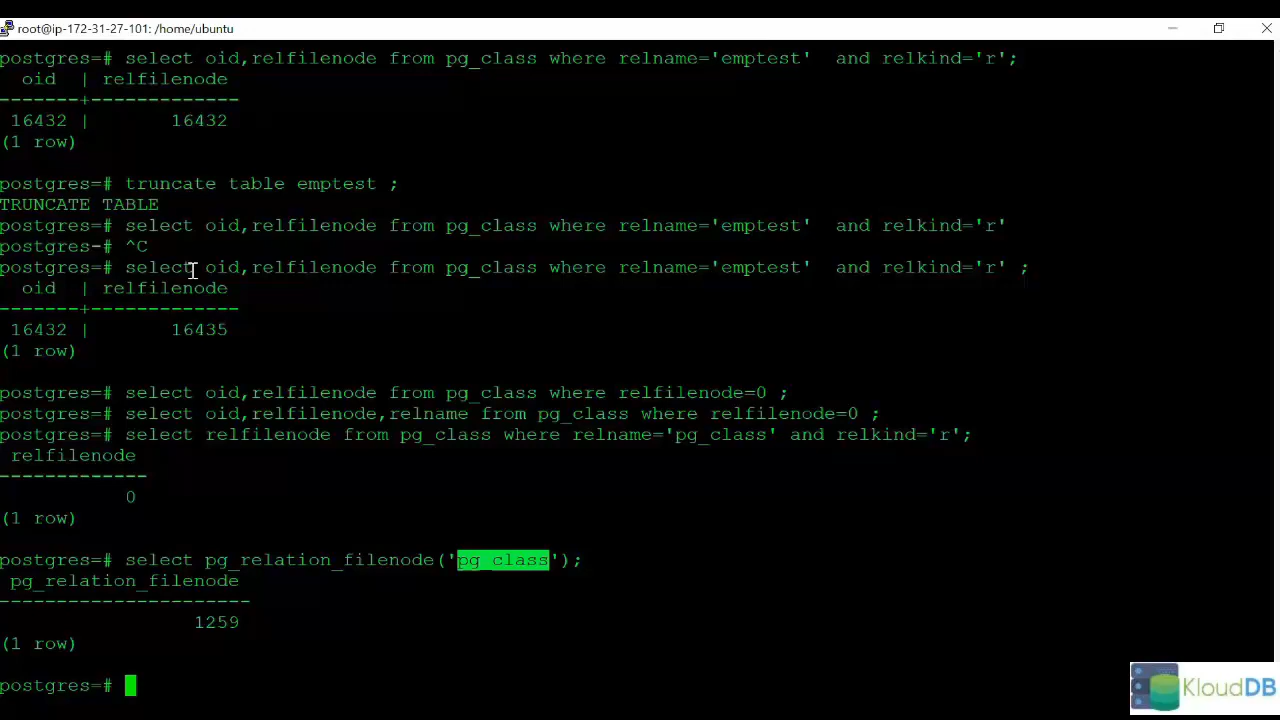 root@ip-172-31-27-101: /home/ubuntu
postgres=# select oid,relfilenode from pg_class where relname='emptest'  and relkind='r';
  oid  | relfilenode
-------+-------------
 16432 |       16432
(1 row)
postgres=# truncate table emptest ;
TRUNCATE TABLE
postgres=# select oid,relfilenode from pg_class where relname='emptest'  and relkind='r'
postgres-# ^C
postgres=# select oid,relfilenode from pg_class where relname='emptest'  and relkind='r' ;
  oid  | relfilenode
-------+-------------
 16432 |       16435
(1 row)
postgres=# select oid,relfilenode from pg_class where relfilenode=0 ;
postgres=# select oid,relfilenode,relname from pg_class where relfilenode=0 ;
postgres=# select relfilenode from pg_class where relname='pg_class' and relkind='r';
 relfilenode
-------------
           0
(1 row)
postgres=# select pg_relation_filenode('pg_class');
 pg_relation_filenode
----------------------
                 1259
(1 row)
postgres=#
KloudDB